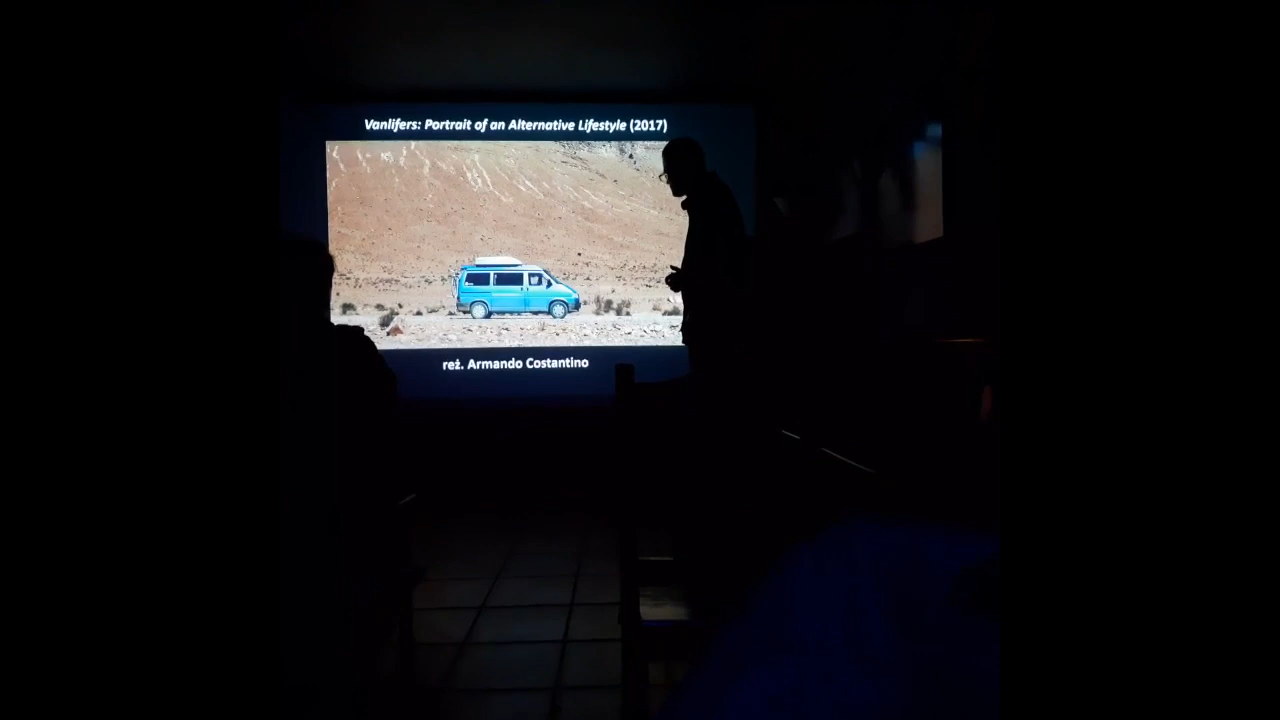 Vanlifers: Portrait of an Alternative Lifestyle (2017)
reż. Armando Costantino